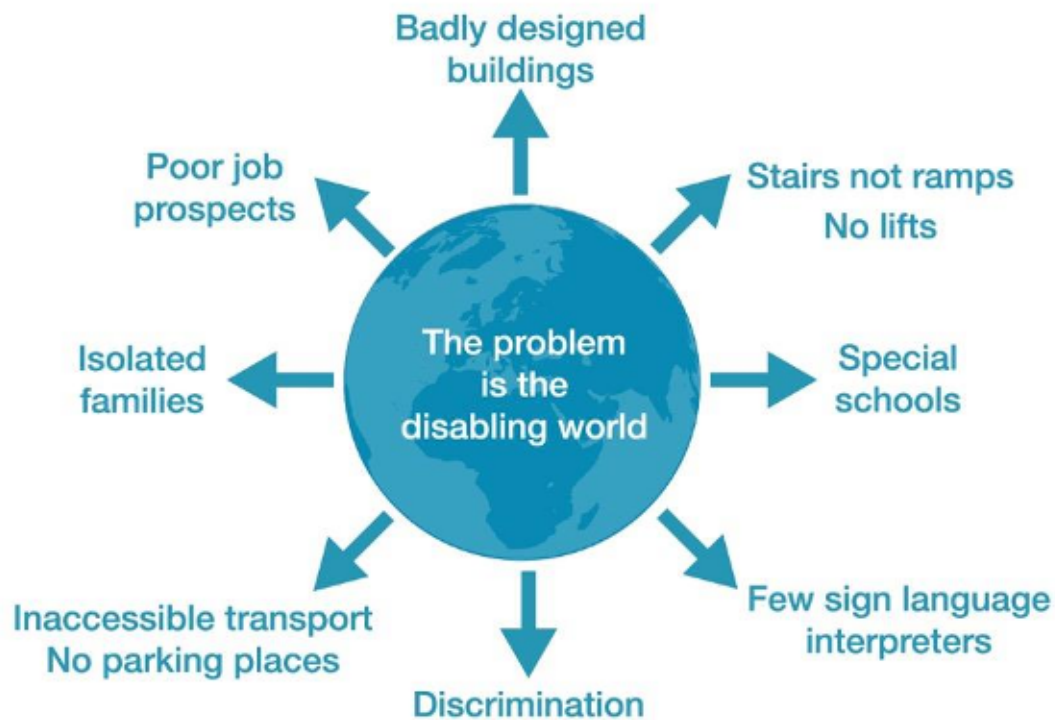 Badly designed
buildings
Stairs not ramps
No lifts
Special
schools
Few sign language
interpreters
Discrimination
Inaccessible transport
No parking places
Isolated
families
Poor job
prospects
The problem
is the
disabling world